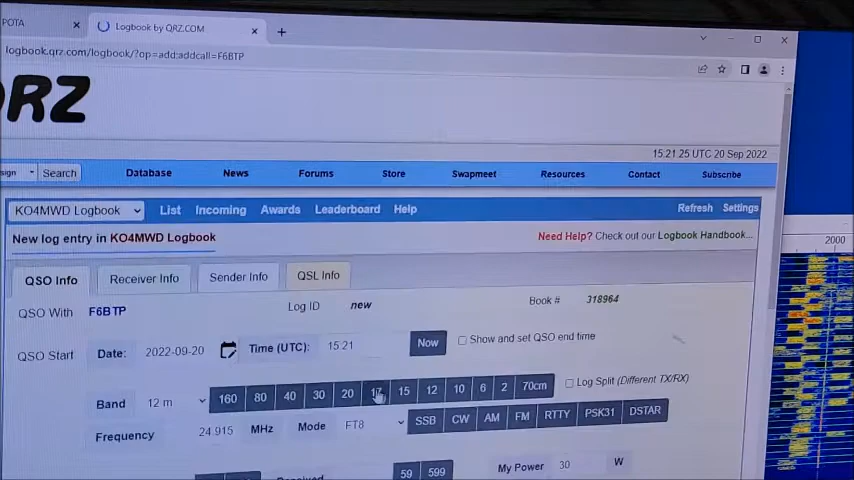 POTA
Logbook by QRZ.COM
logbook.qrz.com/logbook/?op=add;addcall=F6BTP
QRZ
15:21:25 UTC 20 Sep 2022
sign Search Database News Forums Store Swapmeet Resources Contact Subscribe
KO4MWD Logbook List Incoming Awards Leaderboard Help Refresh Settings
New log entry in KO4MWD Logbook Need Help? Check out our Logbook Handbook...
QSO Info Receiver Info Sender Info QSL Info
QSO With F6BTP Log ID new Book # 318964
QSO Start Date: 2022-09-20 Time (UTC): 15:21 Now Show and set QSO end time
Band 12 m 160 80 40 30 20 17 15 12 10 6 2 70cm Log Split (Different TX/RX)
Frequency 24.915 MHz Mode FT8 SSB CW AM FM RTTY PSK31 DSTAR
59 599 My Power 30 W
2000